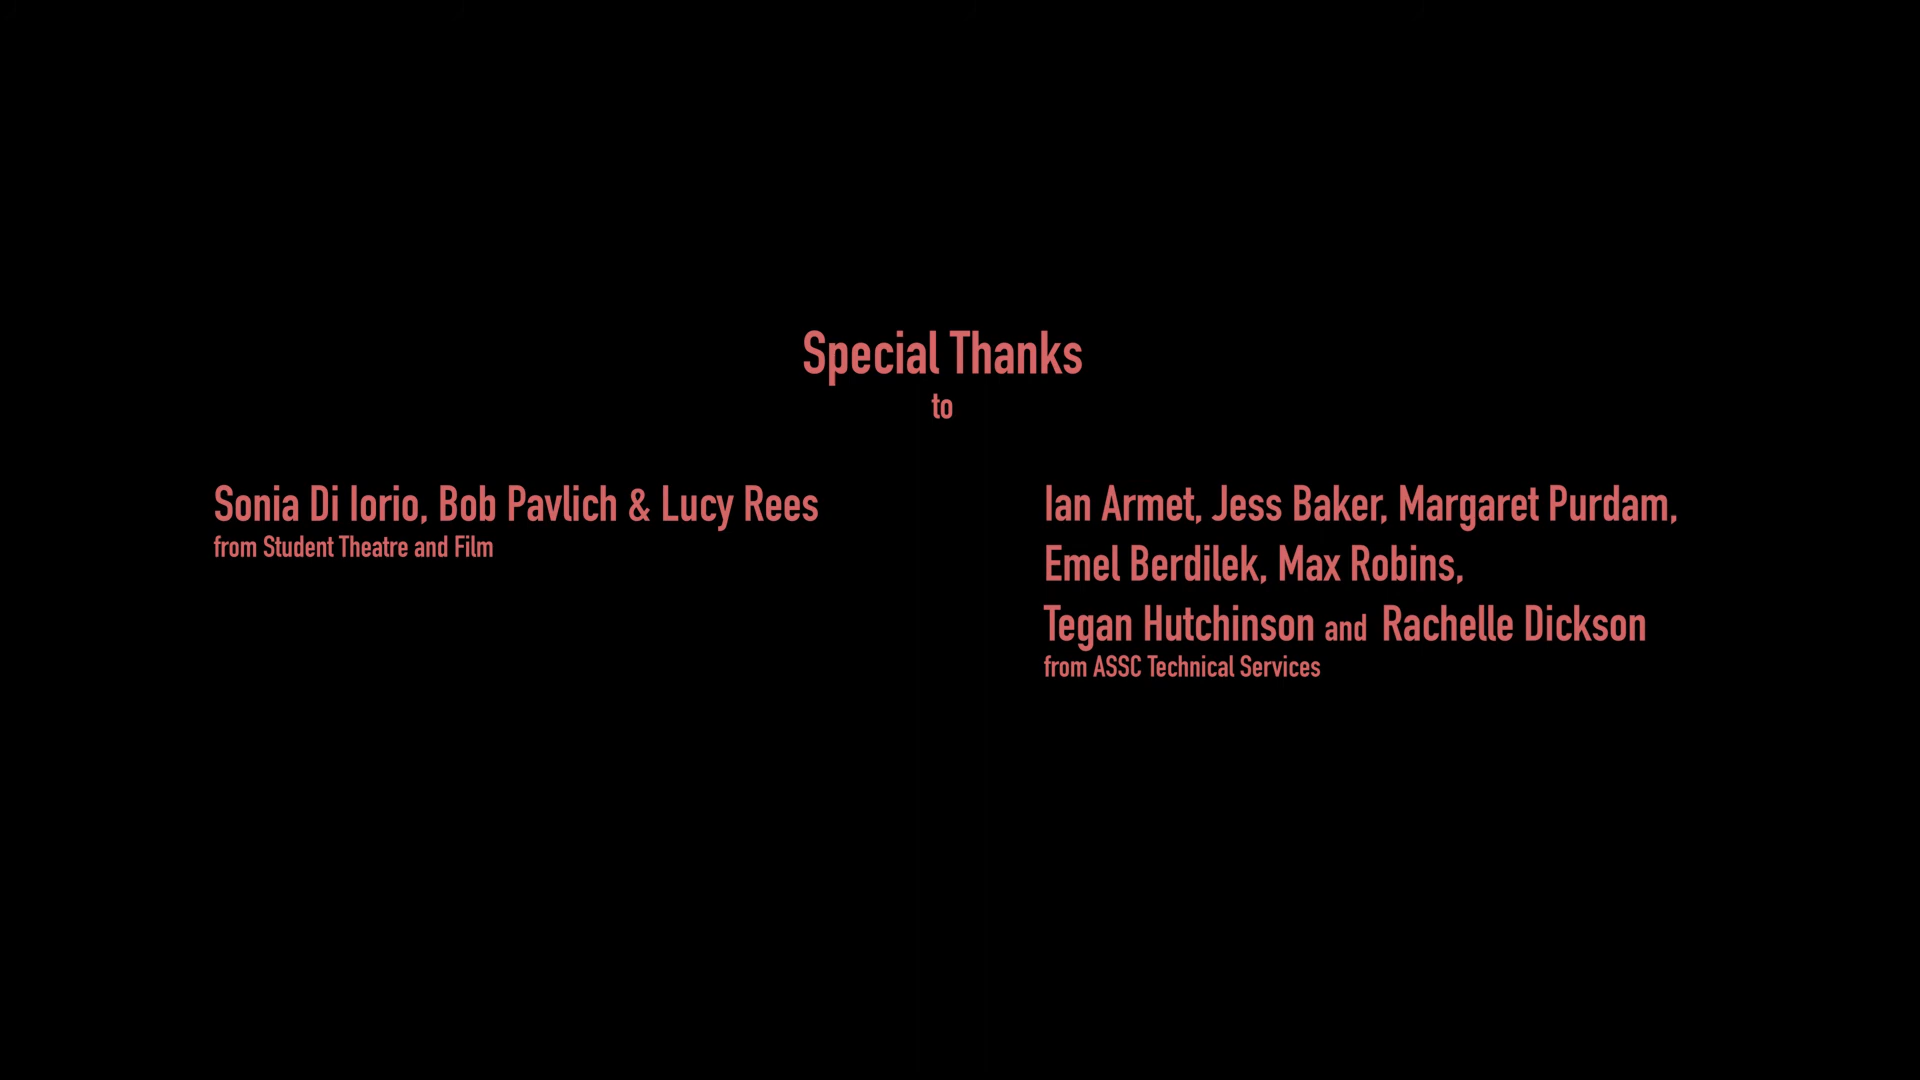 Special Thanks
to
Sonia Di Iorio, Bob Pavlich & Lucy Rees
from Student Theatre and Film
Ian Armet, Jess Baker, Margaret Purdam,
Emel Berdilek, Max Robins,
Tegan Hutchinson and Rachelle Dickson
from ASSC Technical Services